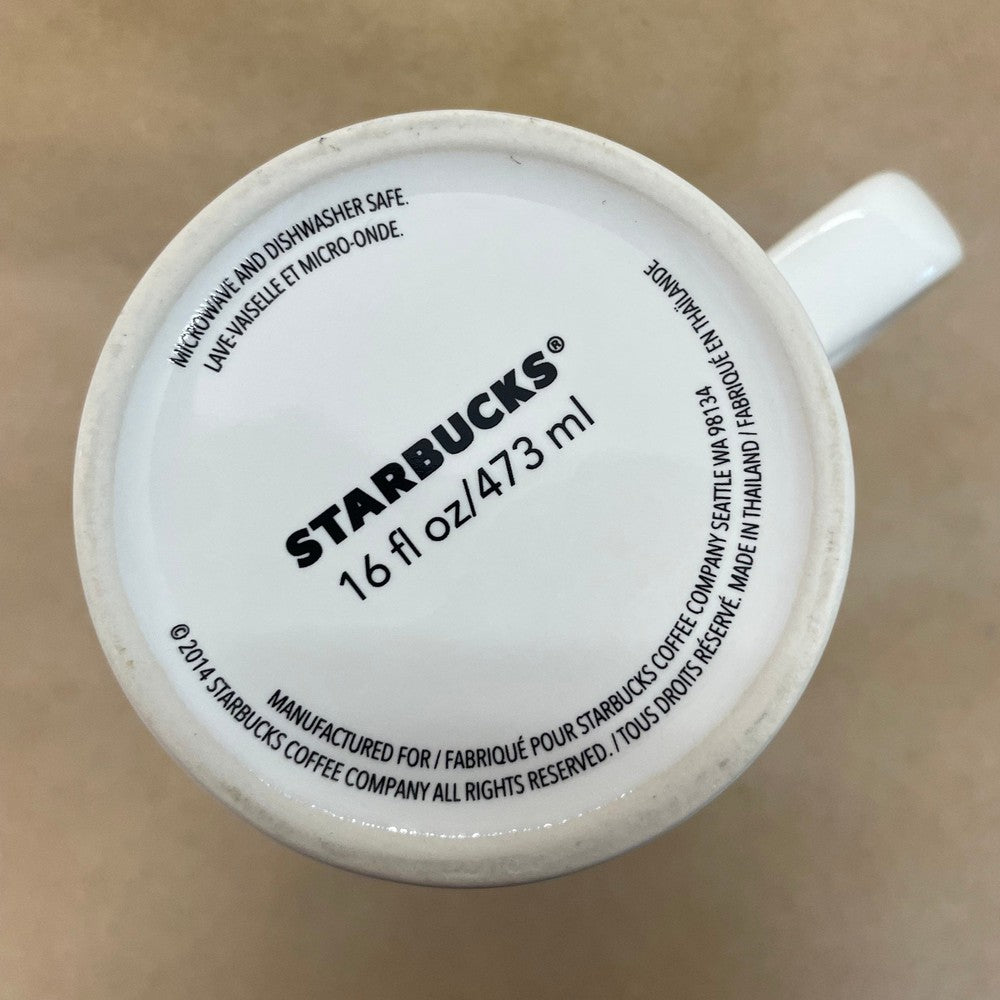 MICROWAVE AND DISHWASHER SAFE.
LAVE-VAISELLE ET MICRO-ONDE.
STARBUCKS®
16 fl oz/473 ml
MANUFACTURED FOR / FABRIQUÉ POUR STARBUCKS COFFEE COMPANY SEATTLE WA 98134
© 2014 STARBUCKS COFFEE COMPANY ALL RIGHTS RESERVED. / TOUS DROITS RÉSERVÉ. MADE IN THAILAND / FABRIQUÉ EN THAÏLANDE